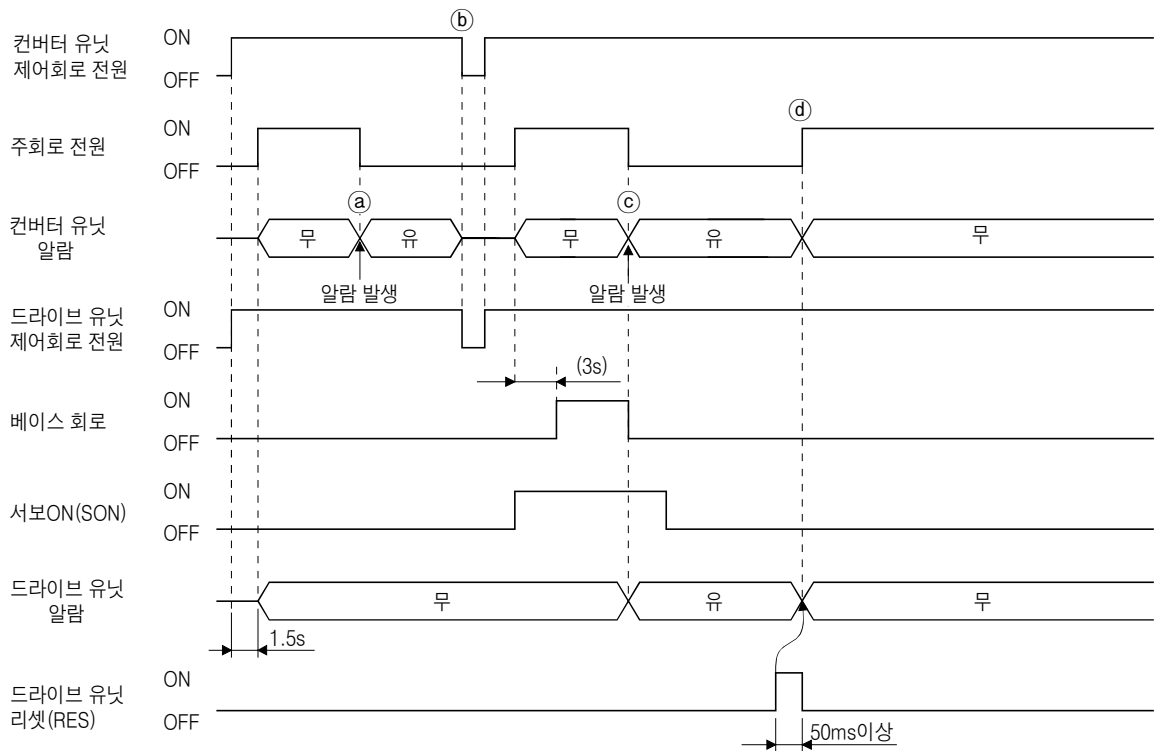 ⓑ
컨버터 유닛
제어회로 전원
ON
OFF
ⓓ
주회로 전원
ON
OFF
ⓐ
ⓒ
컨버터 유닛
알람
무
유
무
유
무
알람 발생
알람 발생
드라이브 유닛
제어회로 전원
ON
OFF
(3s)
베이스 회로
ON
OFF
서보ON(SON)
ON
OFF
드라이브 유닛
알람
무
유
무
1.5s
드라이브 유닛
리셋(RES)
ON
OFF
50ms이상